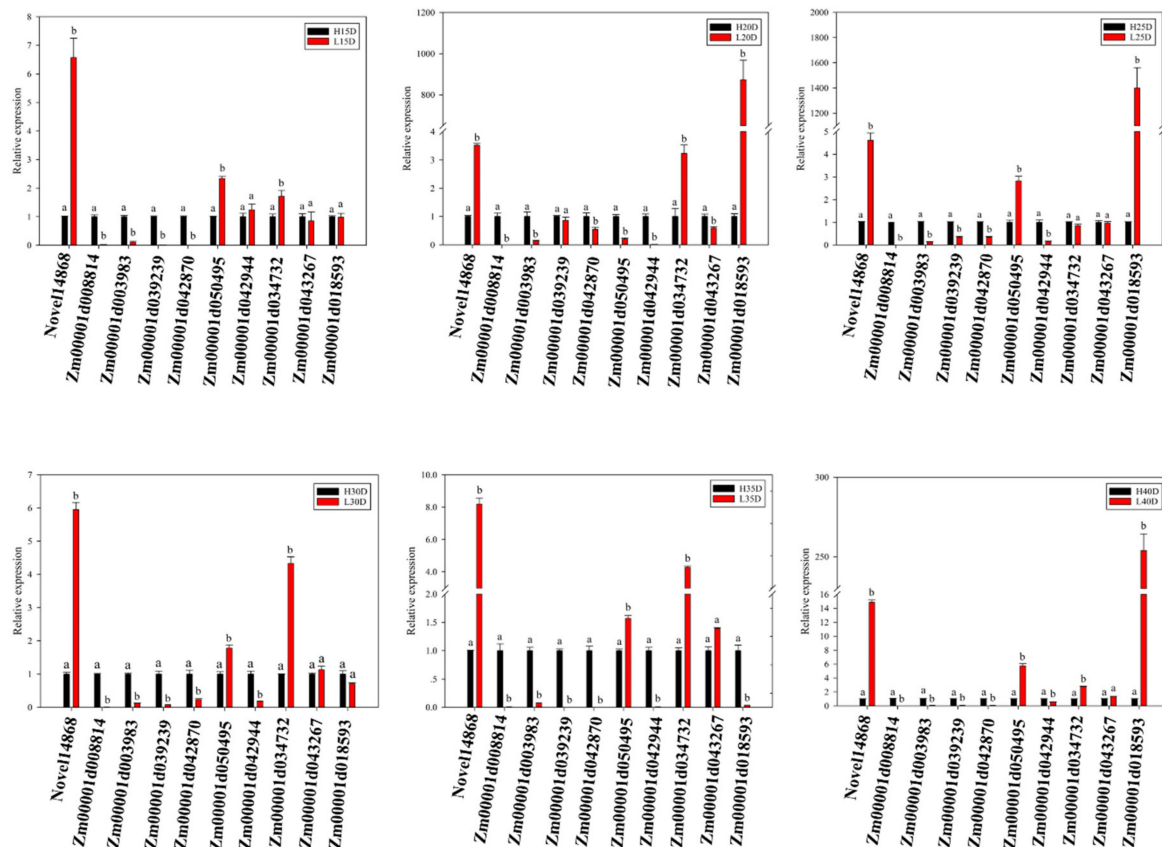 8
7
6
5
4
3
2
1
0
Relative expression
H15D
L15D
a b a b a b a b a b a b a a a b a a a a
Novel14868
Zm00001d008814
Zm00001d003983
Zm00001d039239
Zm00001d042870
Zm00001d050495
Zm00001d042944
Zm00001d034732
Zm00001d043267
Zm00001d018593
1200
1000
800
600
4
3
2
1
0
Relative expression
H20D
L20D
a b a b a b a a a b a b a b a b a b a b
Novel14868
Zm00001d008814
Zm00001d003983
Zm00001d039239
Zm00001d042870
Zm00001d050495
Zm00001d042944
Zm00001d034732
Zm00001d043267
Zm00001d018593
2000
1800
1600
1400
1200
5
4
3
2
1
0
Relative expression
H25D
L25D
a b a b a b a b a b a b a b a a a a a b
Novel14868
Zm00001d008814
Zm00001d003983
Zm00001d039239
Zm00001d042870
Zm00001d050495
Zm00001d042944
Zm00001d034732
Zm00001d043267
Zm00001d018593
7
6
5
4
3
2
1
0
Relative expression
H30D
L30D
a b a b a b a b a b a b a b a b a a a a
Novel14868
Zm00001d008814
Zm00001d003983
Zm00001d039239
Zm00001d042870
Zm00001d050495
Zm00001d042944
Zm00001d034732
Zm00001d043267
Zm00001d018593
10.0
8.0
6.0
4.0
2.0
1.5
1.0
.5
0.0
Relative expression
H35D
L35D
a b a b a b a b a b a b a b a b a a a b
Novel14868
Zm00001d008814
Zm00001d003983
Zm00001d039239
Zm00001d042870
Zm00001d050495
Zm00001d042944
Zm00001d034732
Zm00001d043267
Zm00001d018593
300
250
16
14
12
10
8
6
4
2
0
Relative expression
H40D
L40D
a b a b a b a b a b a b a b a b a a a b
Novel14868
Zm00001d008814
Zm00001d003983
Zm00001d039239
Zm00001d042870
Zm00001d050495
Zm00001d042944
Zm00001d034732
Zm00001d043267
Zm00001d018593